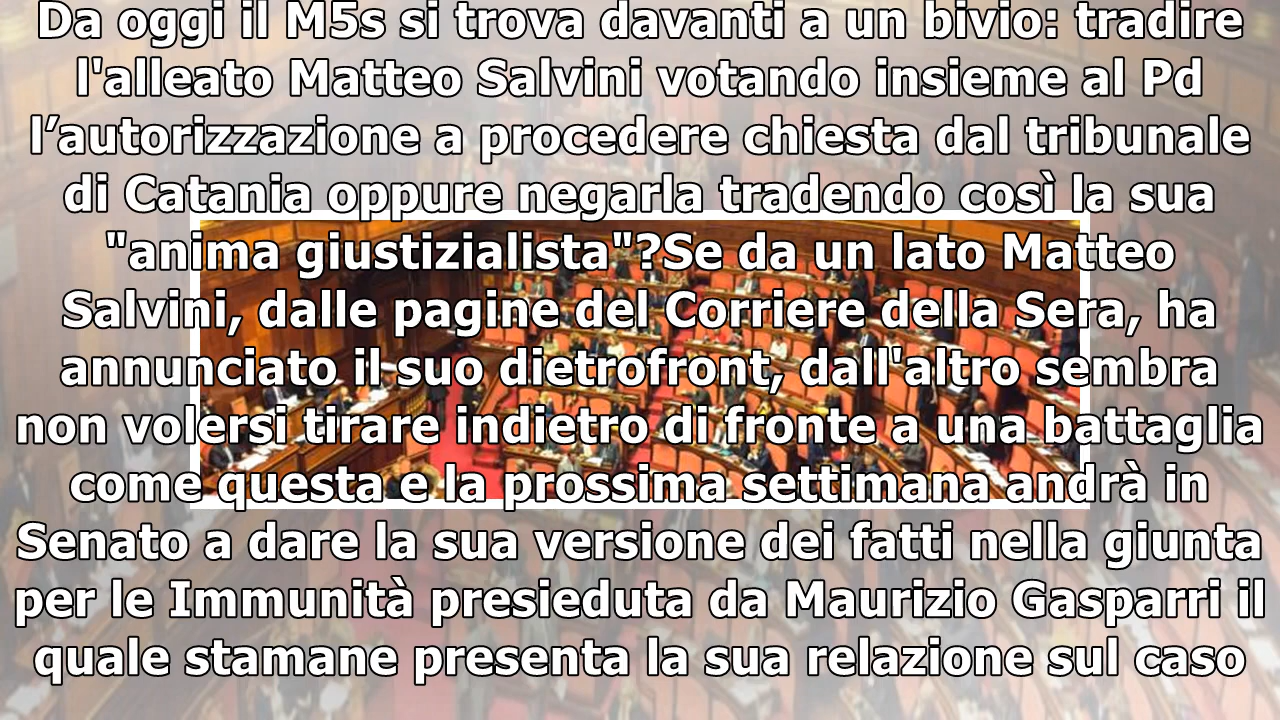 Da oggi il M5s si trova davanti a un bivio: tradire
l'alleato Matteo Salvini votando insieme al Pd
l’autorizzazione a procedere chiesta dal tribunale
di Catania oppure negarla tradendo così la sua
"anima giustizialista"?Se da un lato Matteo
Salvini, dalle pagine del Corriere della Sera, ha
annunciato il suo dietrofront, dall'altro sembra
non volersi tirare indietro di fronte a una battaglia
come questa e la prossima settimana andrà in
Senato a dare la sua versione dei fatti nella giunta
per le Immunità presieduta da Maurizio Gasparri il
quale stamane presenta la sua relazione sul caso